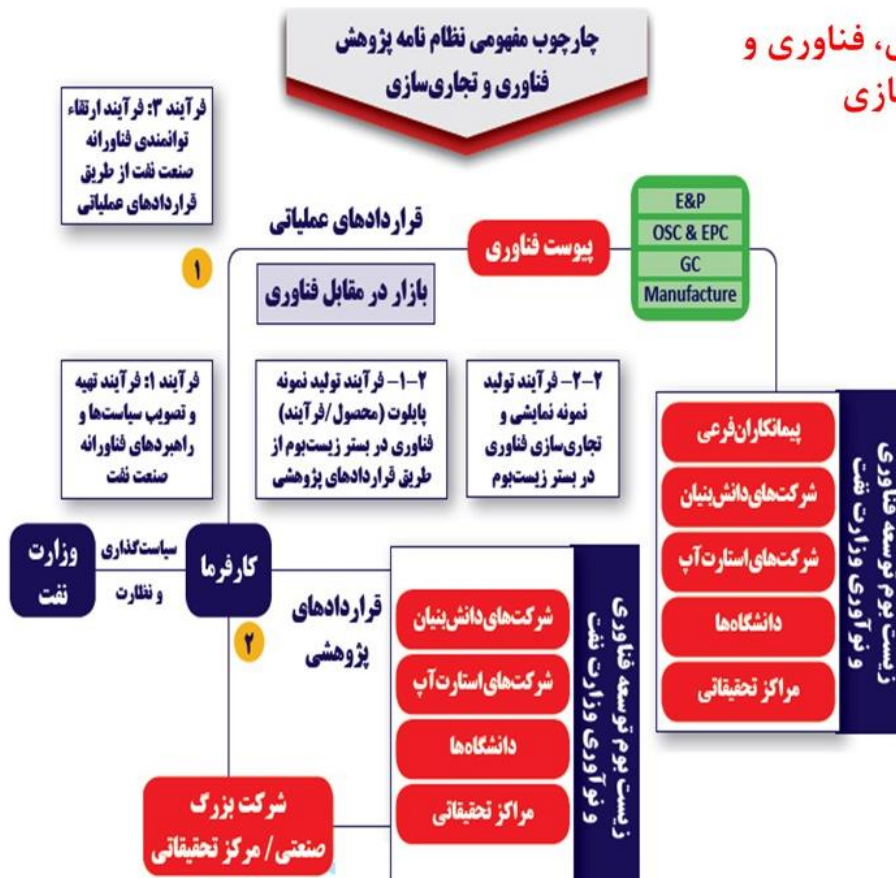 چارچوب مفهومی نظام نامه پژوهش
فناوری و تجاری‌سازی
، فناوری و
فرآیند ۳: فرآیند ارتقاء
توانمندی فناورانه
صنعت نفت از طریق
قراردادهای عملیاتی
۱
قراردادهای عملیاتی
بازار در مقابل فناوری
پیوست فناوری
E&P
OSC & EPC
GC
Manufacture
فرآیند ۱: فرآیند تهیه
و تصویب سیاست‌ها و
راهبردهای فناورانه
صنعت نفت
۲-۱- فرآیند تولید نمونه
پایلوت (محصول/فرآیند)
فناوری در بستر زیست‌بوم از
طریق قراردادهای پژوهشی
۲-۲- فرآیند تولید
نمونه نمایشی و
تجاری‌سازی فناوری
در بستر زیست‌بوم
پیمانکاران فرعی
شرکت‌های دانش‌بنیان
شرکت‌های استارت‌آپ
دانشگاه‌ها
مراکز تحقیقاتی
زیست بوم توسعه فناوری
و نوآوری وزارت نفت
وزارت
نفت
سیاست‌گذاری
و نظارت
کارفرما
۲
قراردادهای
پژوهشی
شرکت‌های دانش‌بنیان
شرکت‌های استارت‌آپ
دانشگاه‌ها
مراکز تحقیقاتی
زیست بوم توسعه فناوری
و نوآوری وزارت نفت
شرکت بزرگ
صنعتی / مرکز تحقیقاتی